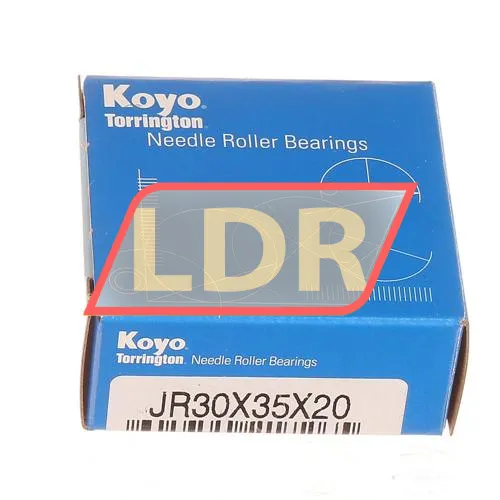 Koyo
Torrington
Needle Roller Bearings
LDR
Koyo
Torrington Needle Roller Bearings
JR30X35X20